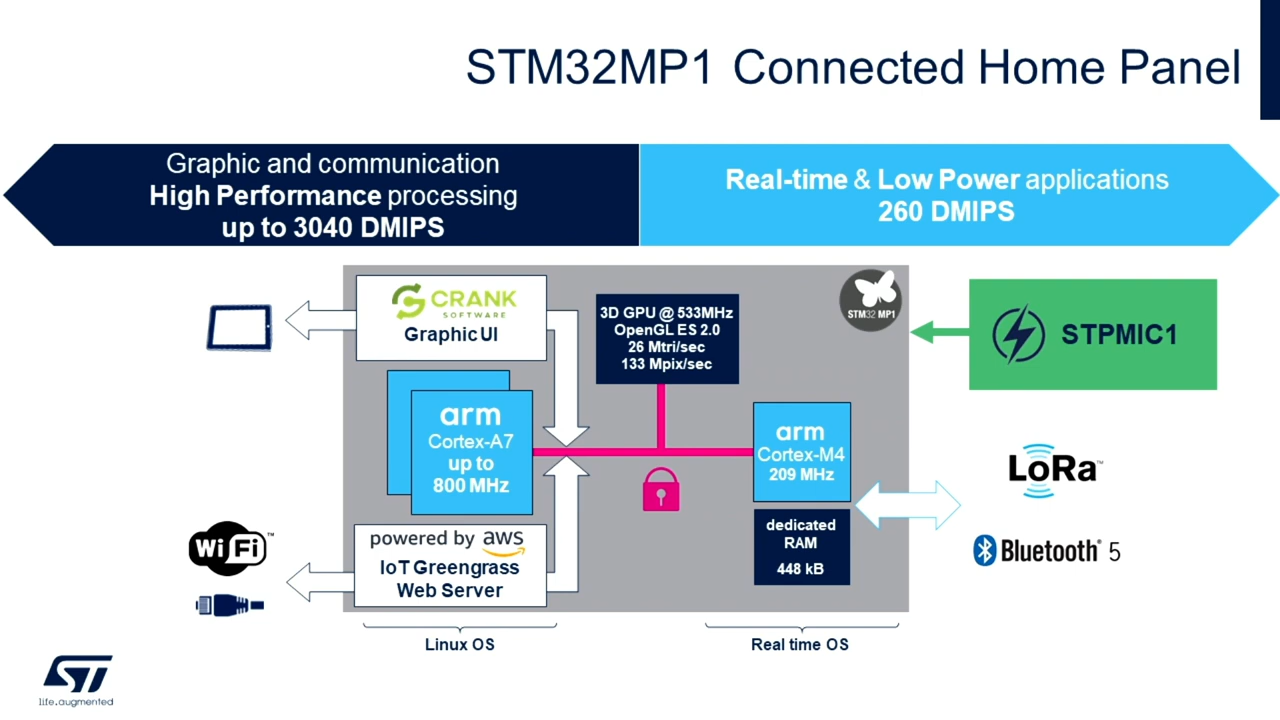 STM32MP1 Connected Home Panel
Graphic and communication
High Performance processing
up to 3040 DMIPS
Real-time & Low Power applications
260 DMIPS
CRANK
SOFTWARE
Graphic UI
3D GPU @ 533MHz
OpenGL ES 2.0
26 Mtri/sec
133 Mpix/sec
STM32 MP1
STPMIC1
arm
Cortex-A7
up to
800 MHz
arm
Cortex-M4
209 MHz
dedicated
RAM
448 kB
LoRa™
Bluetooth® 5
Wi Fi™
powered by aws
IoT Greengrass
Web Server
Linux OS
Real time OS
ST
life.augmented